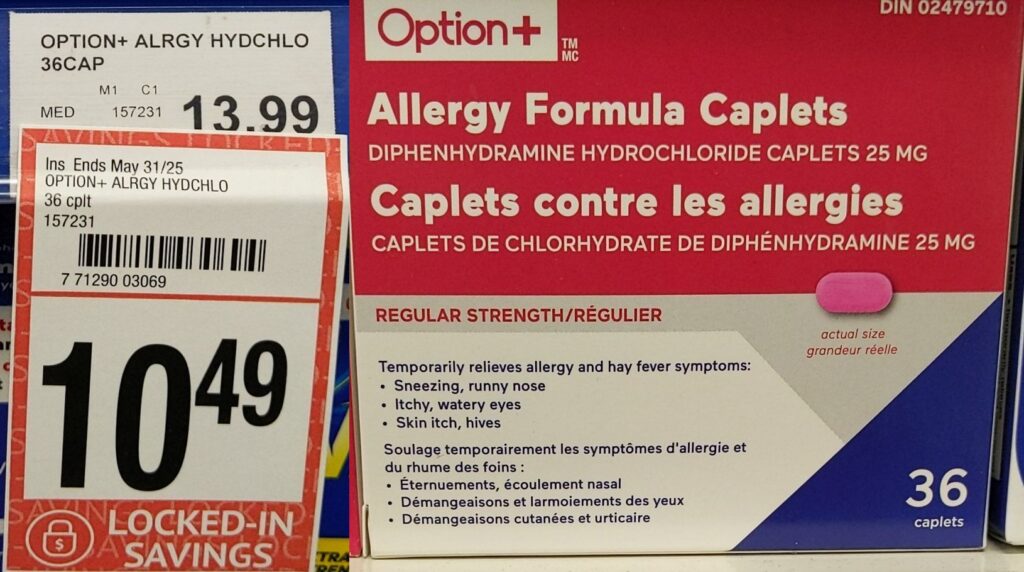 OPTION+ ALRGY HYDCHLO
36CAP
M1 C1
MED 157231 13.99
SAVINGS LOCKED
Ins Ends May 31/25
OPTION+ ALRGY HYDCHLO
36 cplt
157231
7 71290 03069
10 49
LOCKED-IN
SAVINGS
DIN 02479710
Option+ TM
MC
Allergy Formula Caplets
DIPHENHYDRAMINE HYDROCHLORIDE CAPLETS 25 MG
Caplets contre les allergies
CAPLETS DE CHLORHYDRATE DE DIPHÉNHYDRAMINE 25 MG
REGULAR STRENGTH/RÉGULIER
actual size
grandeur réelle
Temporarily relieves allergy and hay fever symptoms:
• Sneezing, runny nose
• Itchy, watery eyes
• Skin itch, hives
Soulage temporairement les symptômes d'allergie et
du rhume des foins :
• Éternuements, écoulement nasal
• Démangeaisons et larmoiements des yeux
• Démangeaisons cutanées et urticaire
36
caplets